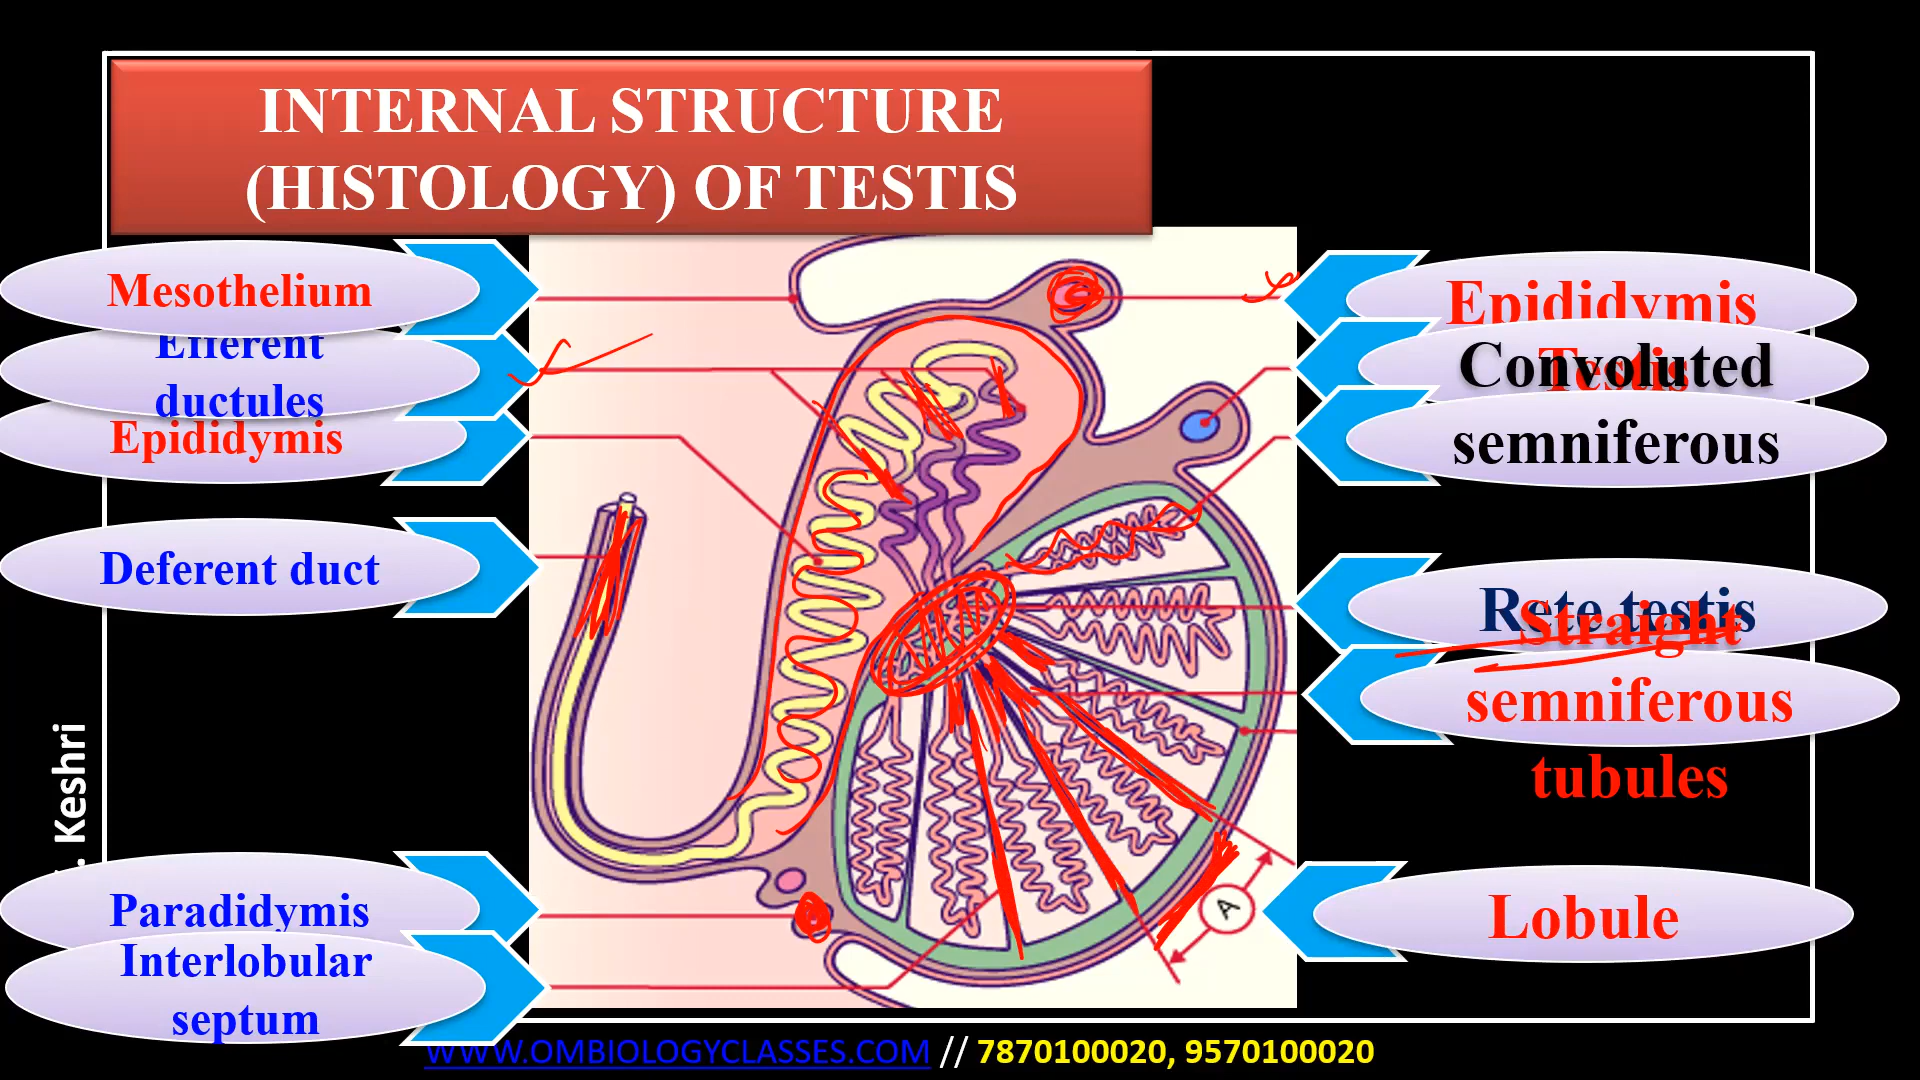 INTERNAL STRUCTURE
(HISTOLOGY) OF TESTIS
Mesothelium
Efferent
ductules
Epididymis
Deferent duct
Paradidymis
Interlobular
septum
Epididymis
Testis
Convoluted
semniferous
Rete testis
Straight
semniferous
tubules
Lobule
A
. Keshri
WWW.OMBIOLOGYCLASSES.COM // 7870100020, 9570100020